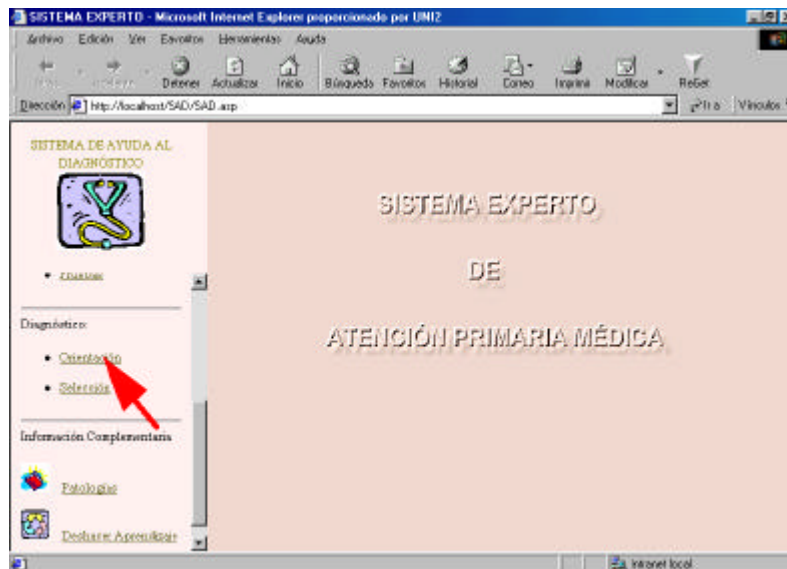 SISTEMA EXPERTO - Microsoft Internet Explorer proporcionado por UNI2
Archivo Edición Ver Favoritos Herramientas Ayuda
Detener Actualizar Inicio Búsqueda Favoritos Historial Correo Imprimir Modificar ReGet
Dirección http://localhost/SAD/SAD.asp Ir a Vínculos
SISTEMA DE AYUDA AL
DIAGNÓSTICO
Diagnóstico:
Orientación
Selección
Información Complementaria
Patologías
Deshacer Aprendizaje
SISTEMA EXPERTO
DE
ATENCIÓN PRIMARIA MÉDICA
Intranet local